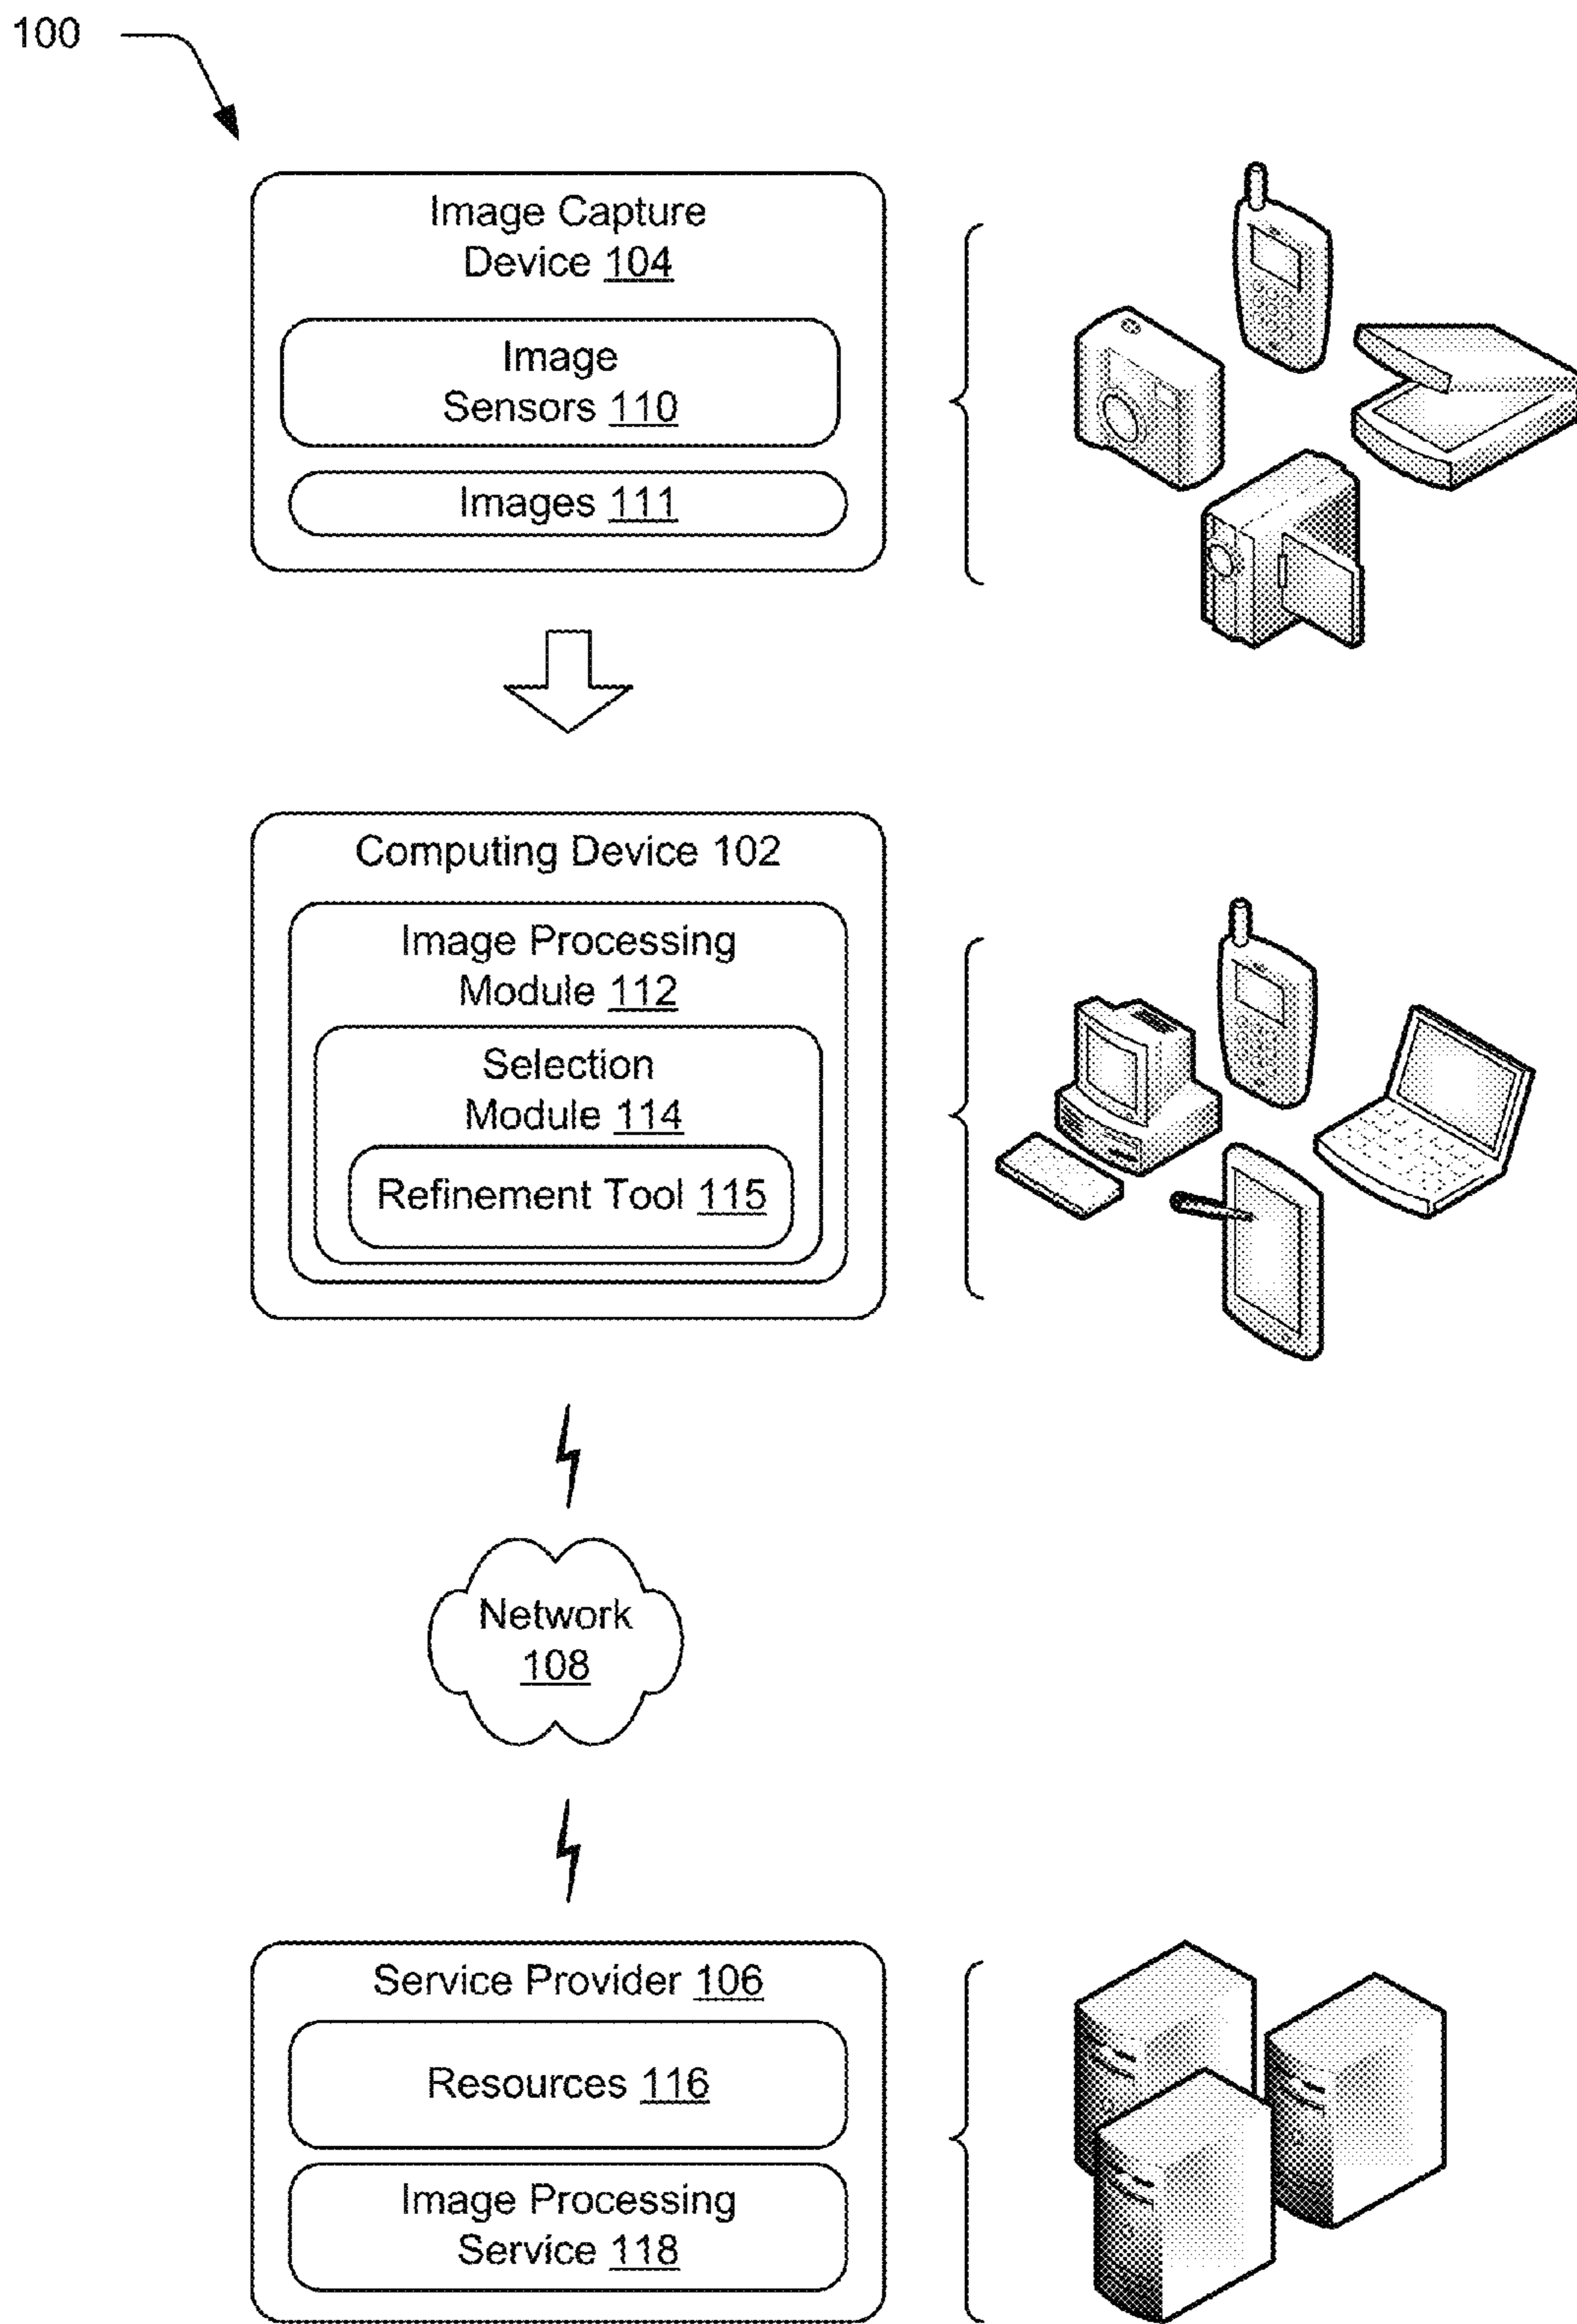 100
Image Capture
Device 104
Image
Sensors 110
Images 111
Computing Device 102
Image Processing
Module 112
Selection
Module 114
Refinement Tool 115
Network
108
Service Provider 106
Resources 116
Image Processing
Service 118